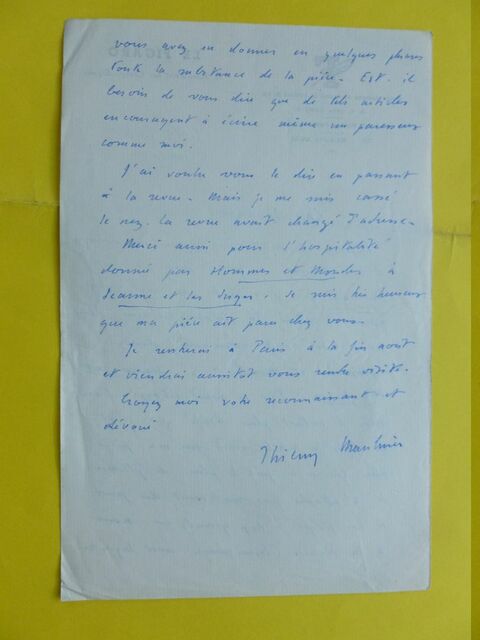 vous avez su donner en quelques phrases
toute la substance de la pièce. Est-il
besoin de vous dire que de tels articles
encouragent à écrire même un paresseux
comme moi.
J'ai voulu vous le dire en passant
à la revue. Mais je me suis cassé
le nez. La revue avait changé d'adresse.
Merci aussi pour l'hospitalité
donnée par Hommes et Mondes à
Jeanne et les Juges. Je suis très heureux
que ma pièce ait paru chez vous.
Je rentrerai à Paris à la fin août
et viendrai aussitôt vous rendre visite.
Croyez moi votre reconnaissant et
dévoué
Thierry Maulnier
LE FIGARO